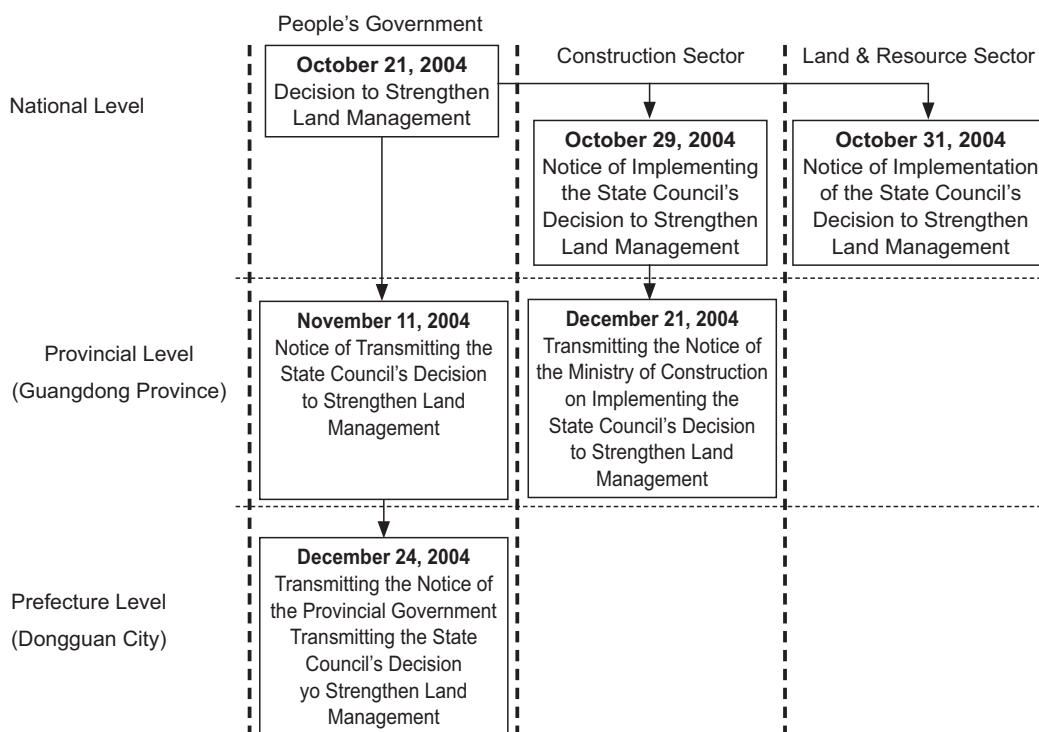 People's Government
Construction Sector
Land & Resource Sector
National Level
October 21, 2004
Decision to Strengthen
Land Management
October 29, 2004
Notice of Implementing
the State Council's
Decision to Strengthen
Land Management
October 31, 2004
Notice of Implementation
of the State Council's
Decision to Strengthen
Land Management
Provincial Level
(Guangdong Province)
November 11, 2004
Notice of Transmitting the
State Council's Decision
to Strengthen Land
Management
December 21, 2004
Transmitting the Notice of
the Ministry of Construction
on Implementing the
State Council's Decision
to Strengthen Land
Management
Prefecture Level
(Dongguan City)
December 24, 2004
Transmitting the Notice of
the Provincial Government
Transmitting the State
Council's Decision
yo Strengthen Land
Management